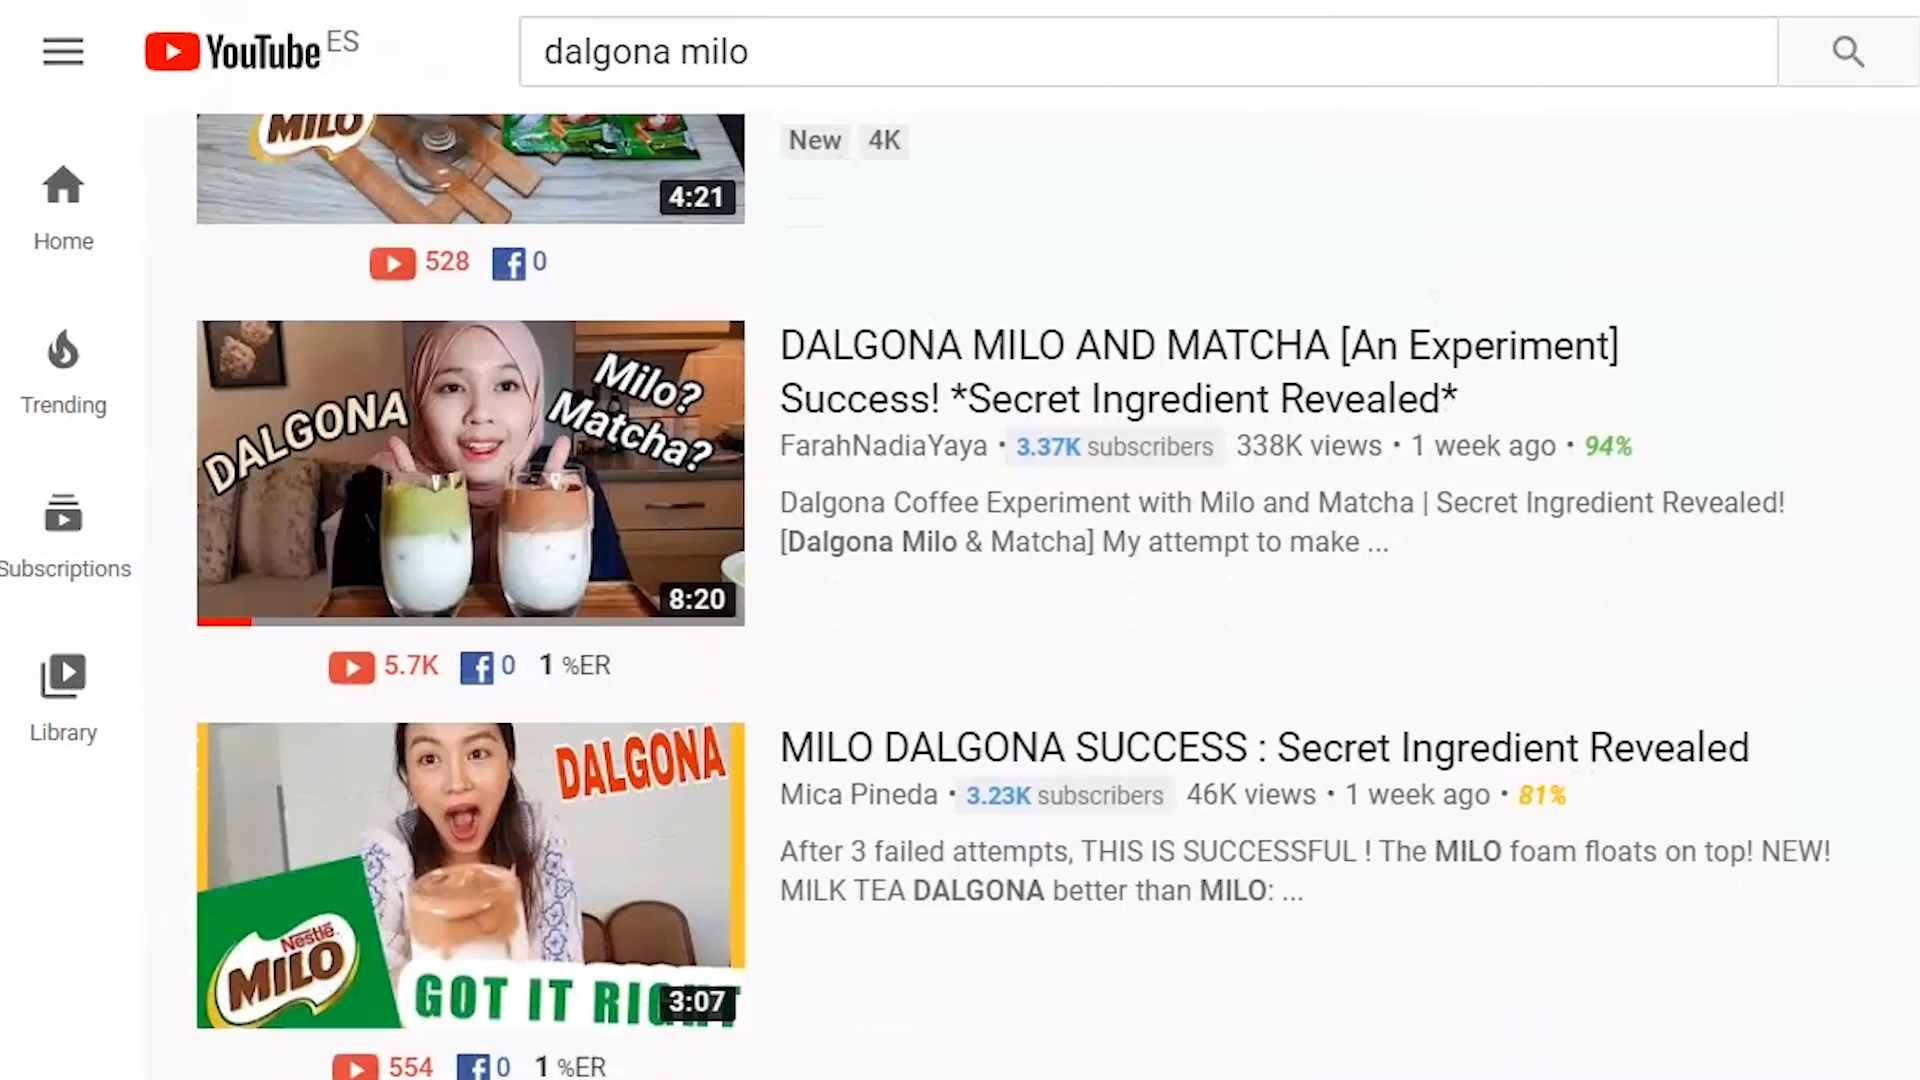 YouTube ES
dalgona milo
Home
Trending
Subscriptions
Library
MILO
4:21
New 4K
528 0
DALGONA
Milo?
Matcha?
8:20
DALGONA MILO AND MATCHA [An Experiment]
Success! *Secret Ingredient Revealed*
FarahNadiaYaya • 3.37K subscribers 338K views • 1 week ago • 94%
Dalgona Coffee Experiment with Milo and Matcha | Secret Ingredient Revealed!
[Dalgona Milo & Matcha] My attempt to make ...
5.7K 0 1 %ER
DALGONA
Nestlé
MILO
GOT IT RIGHT
3:07
MILO DALGONA SUCCESS : Secret Ingredient Revealed
Mica Pineda • 3.23K subscribers 46K views • 1 week ago • 81%
After 3 failed attempts, THIS IS SUCCESSFUL ! The MILO foam floats on top! NEW!
MILK TEA DALGONA better than MILO: ...
554 0 1 %ER